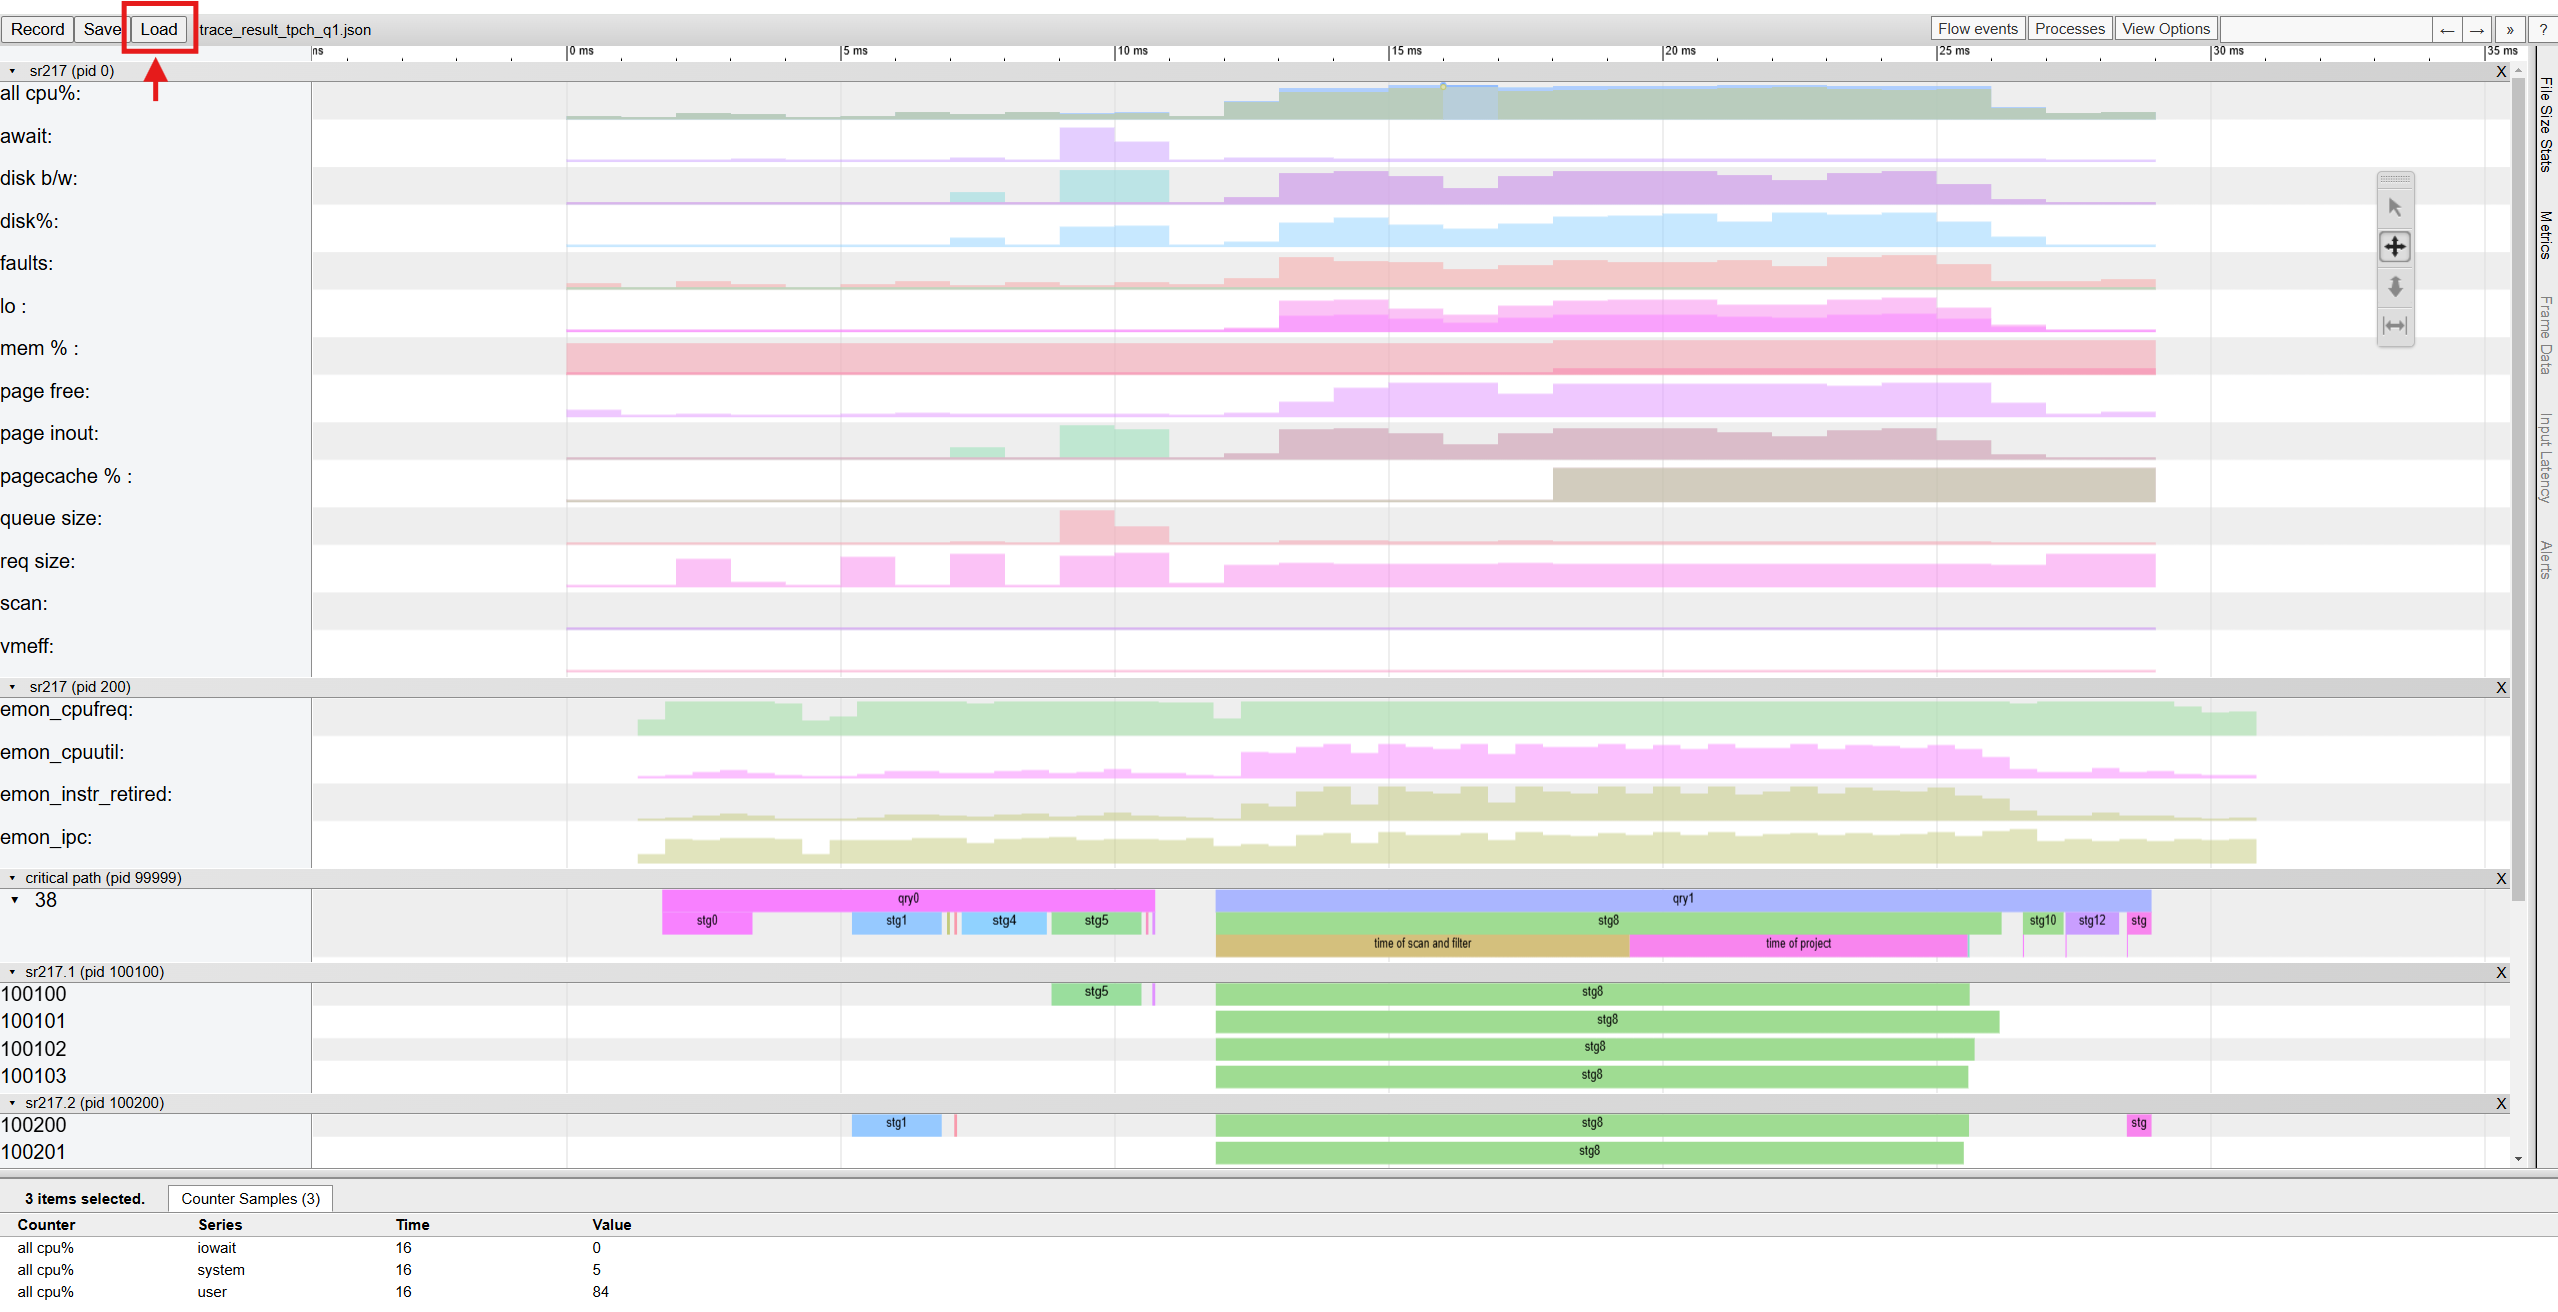 Record Save Load trace_result_tpch_q1.json Flow events Processes View Options ← → » ?
ns 0 ms 5 ms 10 ms 15 ms 20 ms 25 ms 30 ms 35 ms
sr217 (pid 0) X
all cpu%:
await:
disk b/w:
disk%:
faults:
lo :
mem % :
page free:
page inout:
pagecache % :
queue size:
req size:
scan:
vmeff:
sr217 (pid 200) X
emon_cpufreq:
emon_cpuutil:
emon_instr_retired:
emon_ipc:
critical path (pid 99999) X
38 qry0 qry1
stg0 stg1 stg4 stg5 stg8 stg10 stg12 stg
time of scan and filter time of project
sr217.1 (pid 100100) X
100100 stg5 stg8
100101 stg8
100102 stg8
100103 stg8
sr217.2 (pid 100200) X
100200 stg1 stg8 stg
100201 stg8
File Size Stats
Metrics
Frame Data
Input Latency
Alerts
3 items selected. Counter Samples (3)
Counter Series Time Value
all cpu% iowait 16 0
all cpu% system 16 5
all cpu% user 16 84